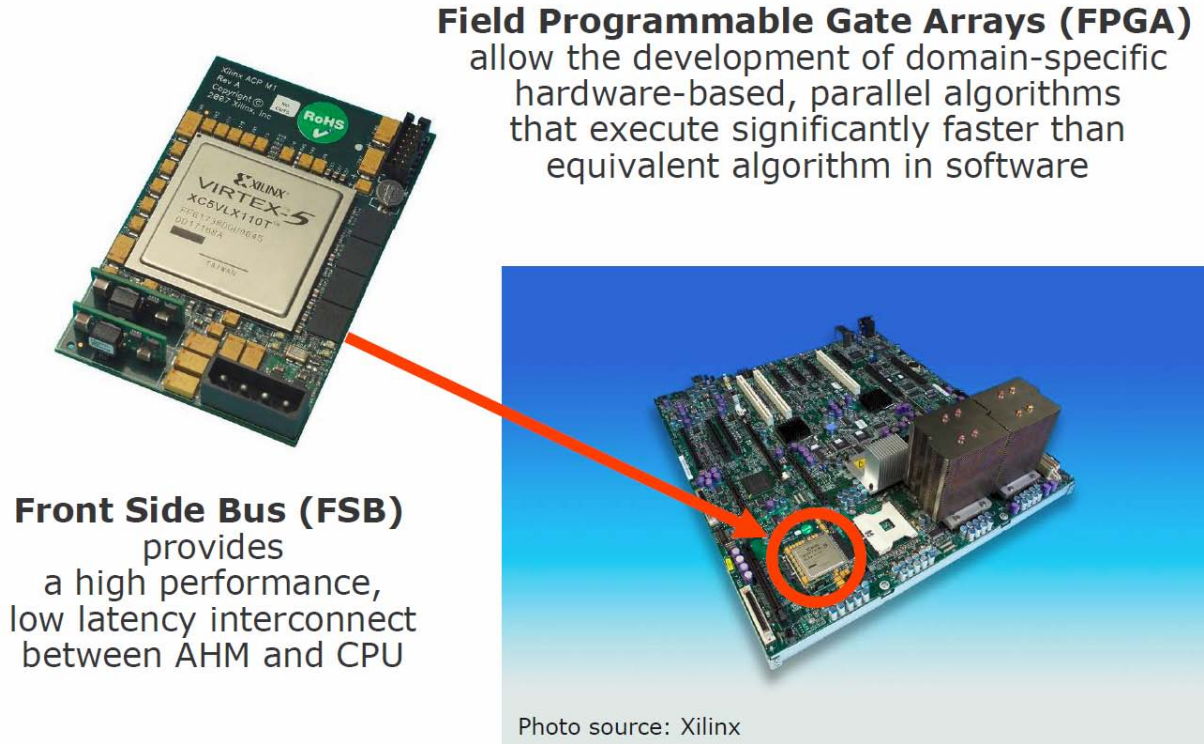 Field Programmable Gate Arrays (FPGA)
allow the development of domain-specific
hardware-based, parallel algorithms
that execute significantly faster than
equivalent algorithm in software
Xilinx ACP M1
Rev A
Copyright ©
2007 Xilinx, Inc
RoHS
XILINX
VIRTEX-5
XC5VLX110T™
TAIWAN
Front Side Bus (FSB)
provides
a high performance,
low latency interconnect
between AHM and CPU
Photo source: Xilinx